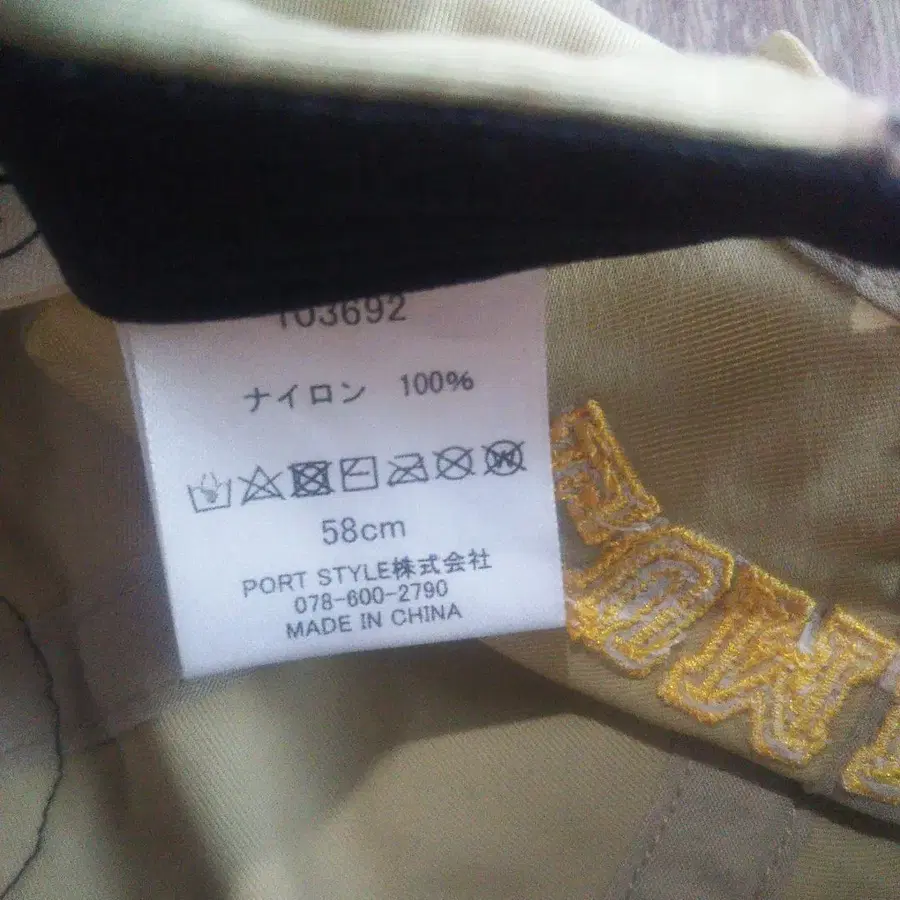 103692
ナイロン 100%
58cm
PORT STYLE株式会社
078-600-2790
MADE IN CHINA